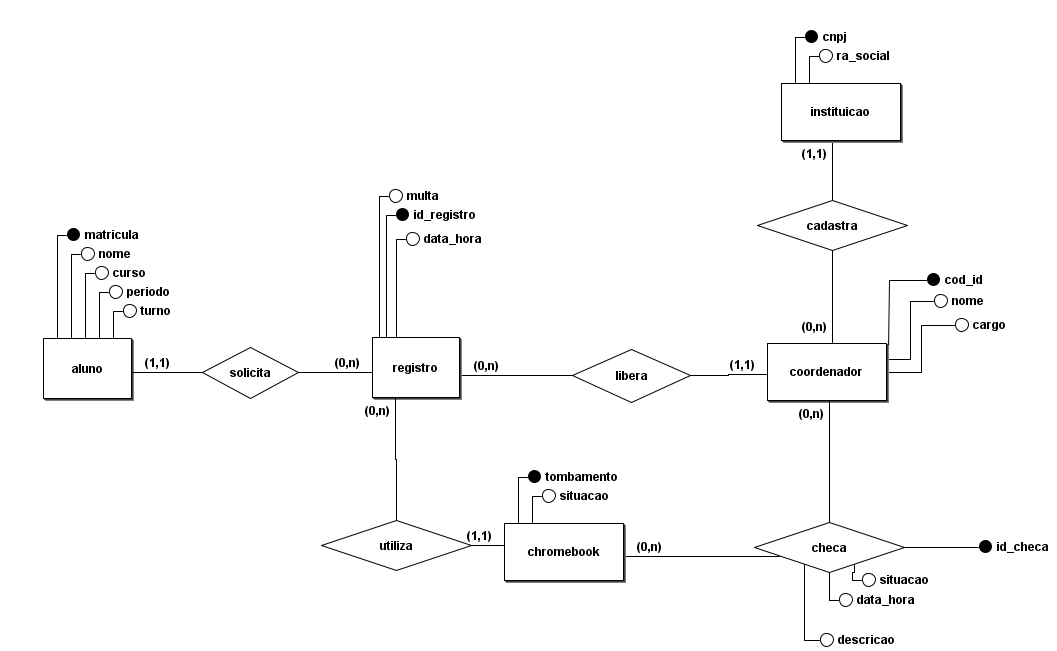 cnpj
ra_social
instituicao
(1,1)
cadastra
(0,n)
multa
id_registro
data_hora
matricula
nome
curso
periodo
turno
cod_id
nome
cargo
aluno
(1,1)
solicita
(0,n)
registro
(0,n)
libera
(1,1)
coordenador
(0,n)
(0,n)
tombamento
situacao
utiliza
(1,1)
chromebook
(0,n)
checa
id_checa
situacao
data_hora
descricao